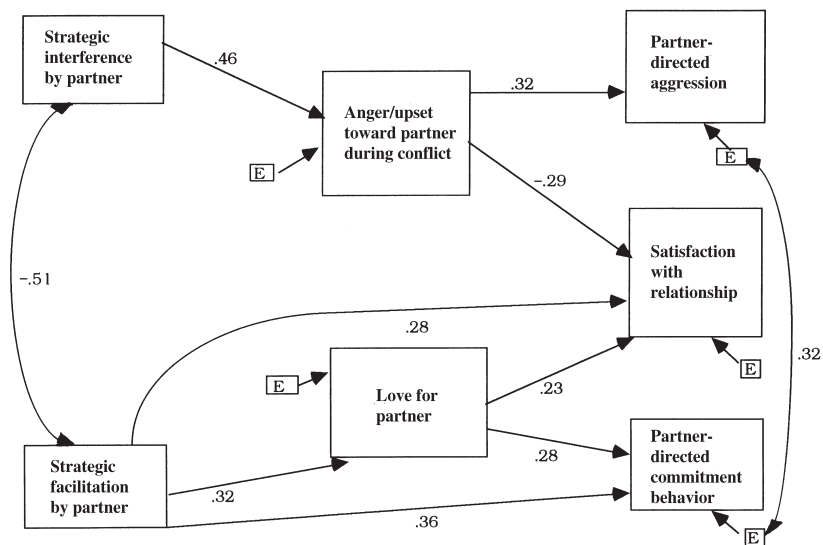 Strategic
interference
by partner
.46
Anger/upset
toward partner
during conflict
E
.32
Partner-
directed
aggression
E
-.29
-.51
Satisfaction
with
relationship
E
.28
.32
E
Love for
partner
.23
.28
Strategic
facilitation
by partner
.32
.36
Partner-
directed
commitment
behavior
E